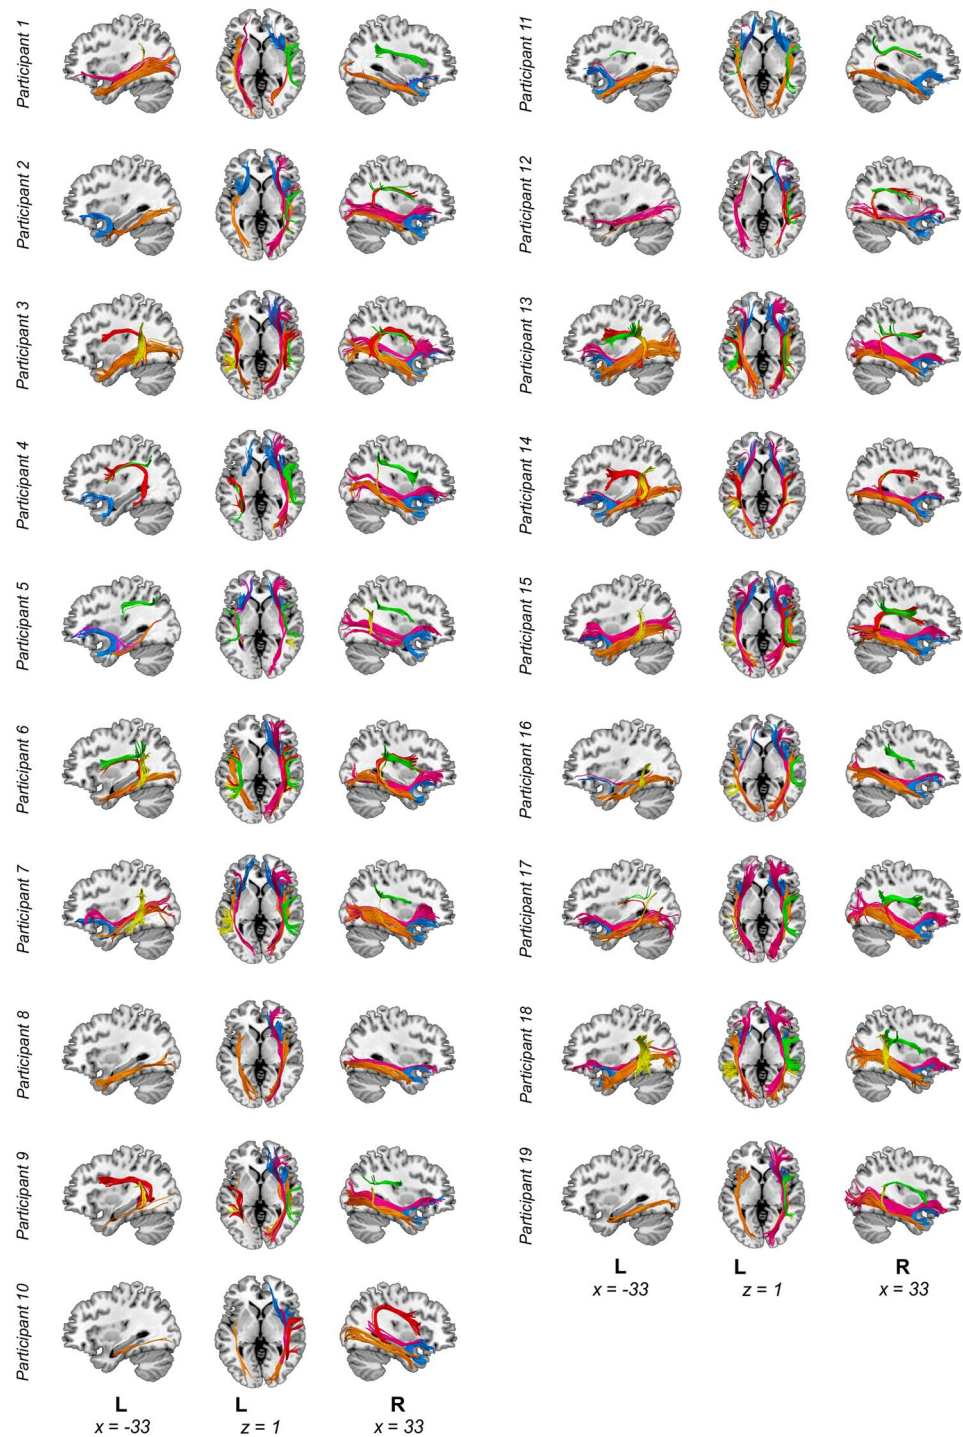 Participant 1
Participant 2
Participant 3
Participant 4
Participant 5
Participant 6
Participant 7
Participant 8
Participant 9
Participant 10
L L R
x = -33 z = 1 x = 33
Participant 11
Participant 12
Participant 13
Participant 14
Participant 15
Participant 16
Participant 17
Participant 18
Participant 19
L L R
x = -33 z = 1 x = 33